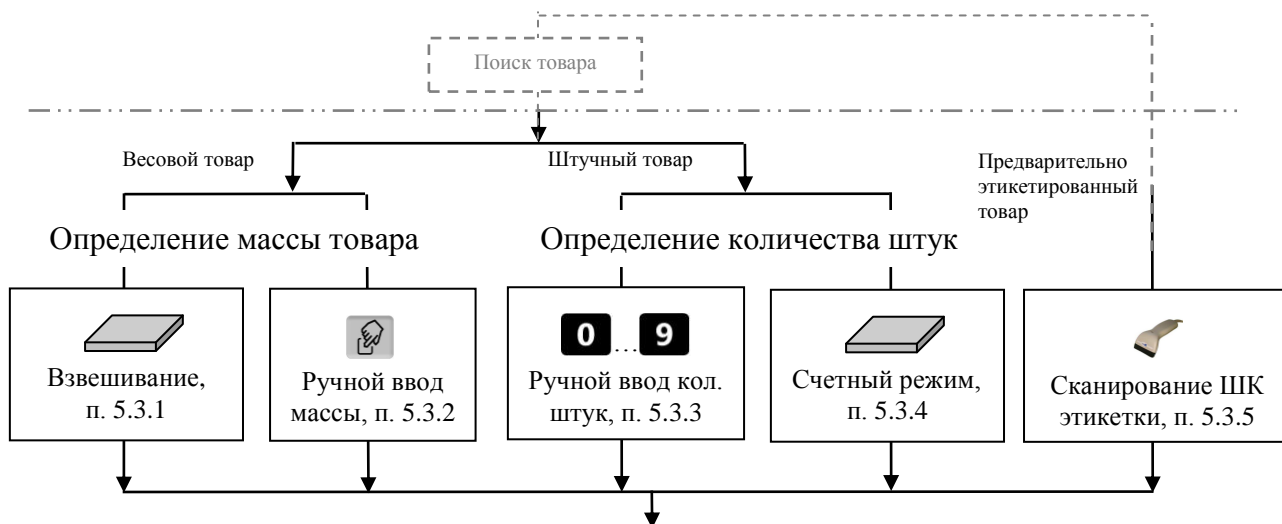 Поиск товара
Весовой товар
Штучный товар
Предварительно
этикетированный
товар
Определение массы товара
Определение количества штук
Взвешивание,
п. 5.3.1
Ручной ввод
массы, п. 5.3.2
0 ... 9
Ручной ввод кол.
штук, п. 5.3.3
Счетный режим,
п. 5.3.4
Сканирование ШК
этикетки, п. 5.3.5